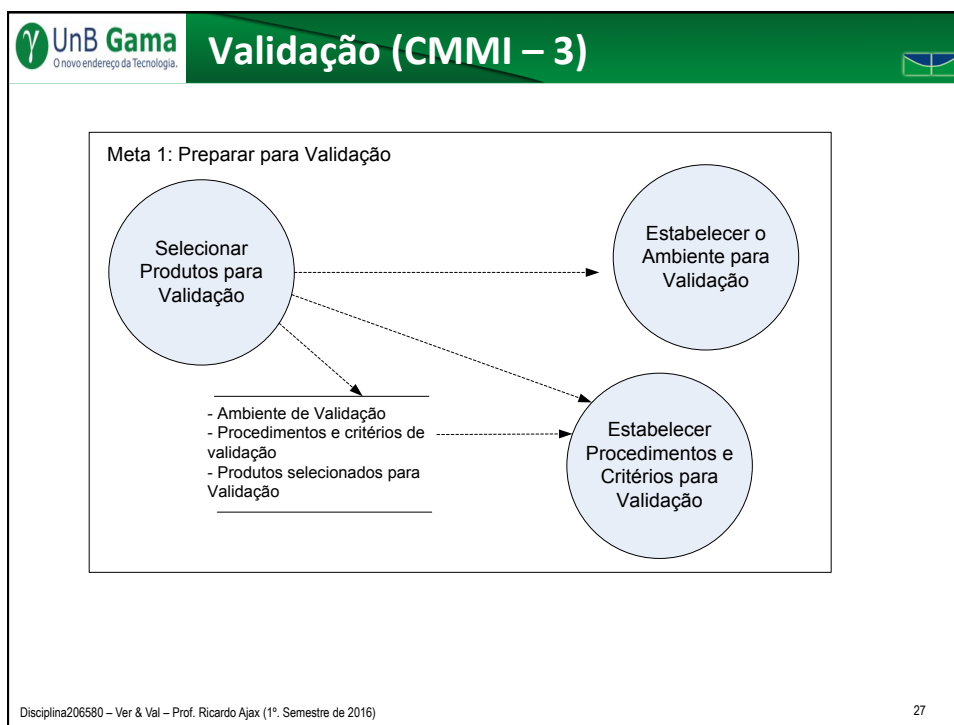 UnB Gama
O novo endereço da Tecnologia.
Validação (CMMI – 3)
Meta 1: Preparar para Validação
Selecionar
Produtos para
Validação
Estabelecer o
Ambiente para
Validação
- Ambiente de Validação
- Procedimentos e critérios de
validação
- Produtos selecionados para
Validação
Estabelecer
Procedimentos e
Critérios para
Validação
Disciplina206580 – Ver & Val – Prof. Ricardo Ajax (1º. Semestre de 2016)
27